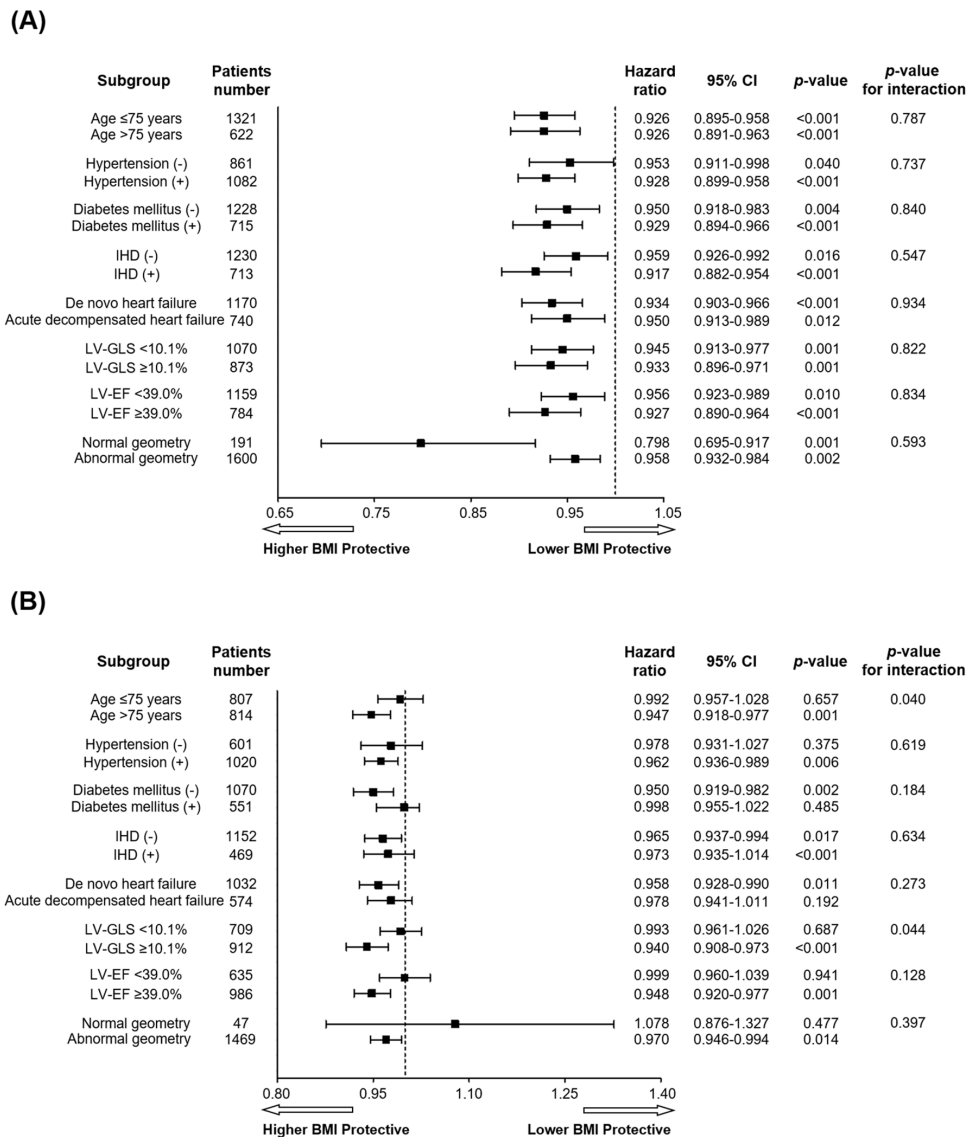 (A)
Subgroup Patients number Hazard ratio 95% CI p-value p-value for interaction
Age ≤75 years 1321 0.926 0.895-0.958 <0.001 0.787
Age >75 years 622 0.926 0.891-0.963 <0.001
Hypertension (-) 861 0.953 0.911-0.998 0.040 0.737
Hypertension (+) 1082 0.928 0.899-0.958 <0.001
Diabetes mellitus (-) 1228 0.950 0.918-0.983 0.004 0.840
Diabetes mellitus (+) 715 0.929 0.894-0.966 <0.001
IHD (-) 1230 0.959 0.926-0.992 0.016 0.547
IHD (+) 713 0.917 0.882-0.954 <0.001
De novo heart failure 1170 0.934 0.903-0.966 <0.001 0.934
Acute decompensated heart failure 740 0.950 0.913-0.989 0.012
LV-GLS <10.1% 1070 0.945 0.913-0.977 0.001 0.822
LV-GLS ≥10.1% 873 0.933 0.896-0.971 0.001
LV-EF <39.0% 1159 0.956 0.923-0.989 0.010 0.834
LV-EF ≥39.0% 784 0.927 0.890-0.964 <0.001
Normal geometry 191 0.798 0.695-0.917 0.001 0.593
Abnormal geometry 1600 0.958 0.932-0.984 0.002
0.65 0.75 0.85 0.95 1.05
Higher BMI Protective Lower BMI Protective
(B)
Subgroup Patients number Hazard ratio 95% CI p-value p-value for interaction
Age ≤75 years 807 0.992 0.957-1.028 0.657 0.040
Age >75 years 814 0.947 0.918-0.977 0.001
Hypertension (-) 601 0.978 0.931-1.027 0.375 0.619
Hypertension (+) 1020 0.962 0.936-0.989 0.006
Diabetes mellitus (-) 1070 0.950 0.919-0.982 0.002 0.184
Diabetes mellitus (+) 551 0.998 0.955-1.022 0.485
IHD (-) 1152 0.965 0.937-0.994 0.017 0.634
IHD (+) 469 0.973 0.935-1.014 <0.001
De novo heart failure 1032 0.958 0.928-0.990 0.011 0.273
Acute decompensated heart failure 574 0.978 0.941-1.011 0.192
LV-GLS <10.1% 709 0.993 0.961-1.026 0.687 0.044
LV-GLS ≥10.1% 912 0.940 0.908-0.973 <0.001
LV-EF <39.0% 635 0.999 0.960-1.039 0.941 0.128
LV-EF ≥39.0% 986 0.948 0.920-0.977 0.001
Normal geometry 47 1.078 0.876-1.327 0.477 0.397
Abnormal geometry 1469 0.970 0.946-0.994 0.014
0.80 0.95 1.10 1.25 1.40
Higher BMI Protective Lower BMI Protective